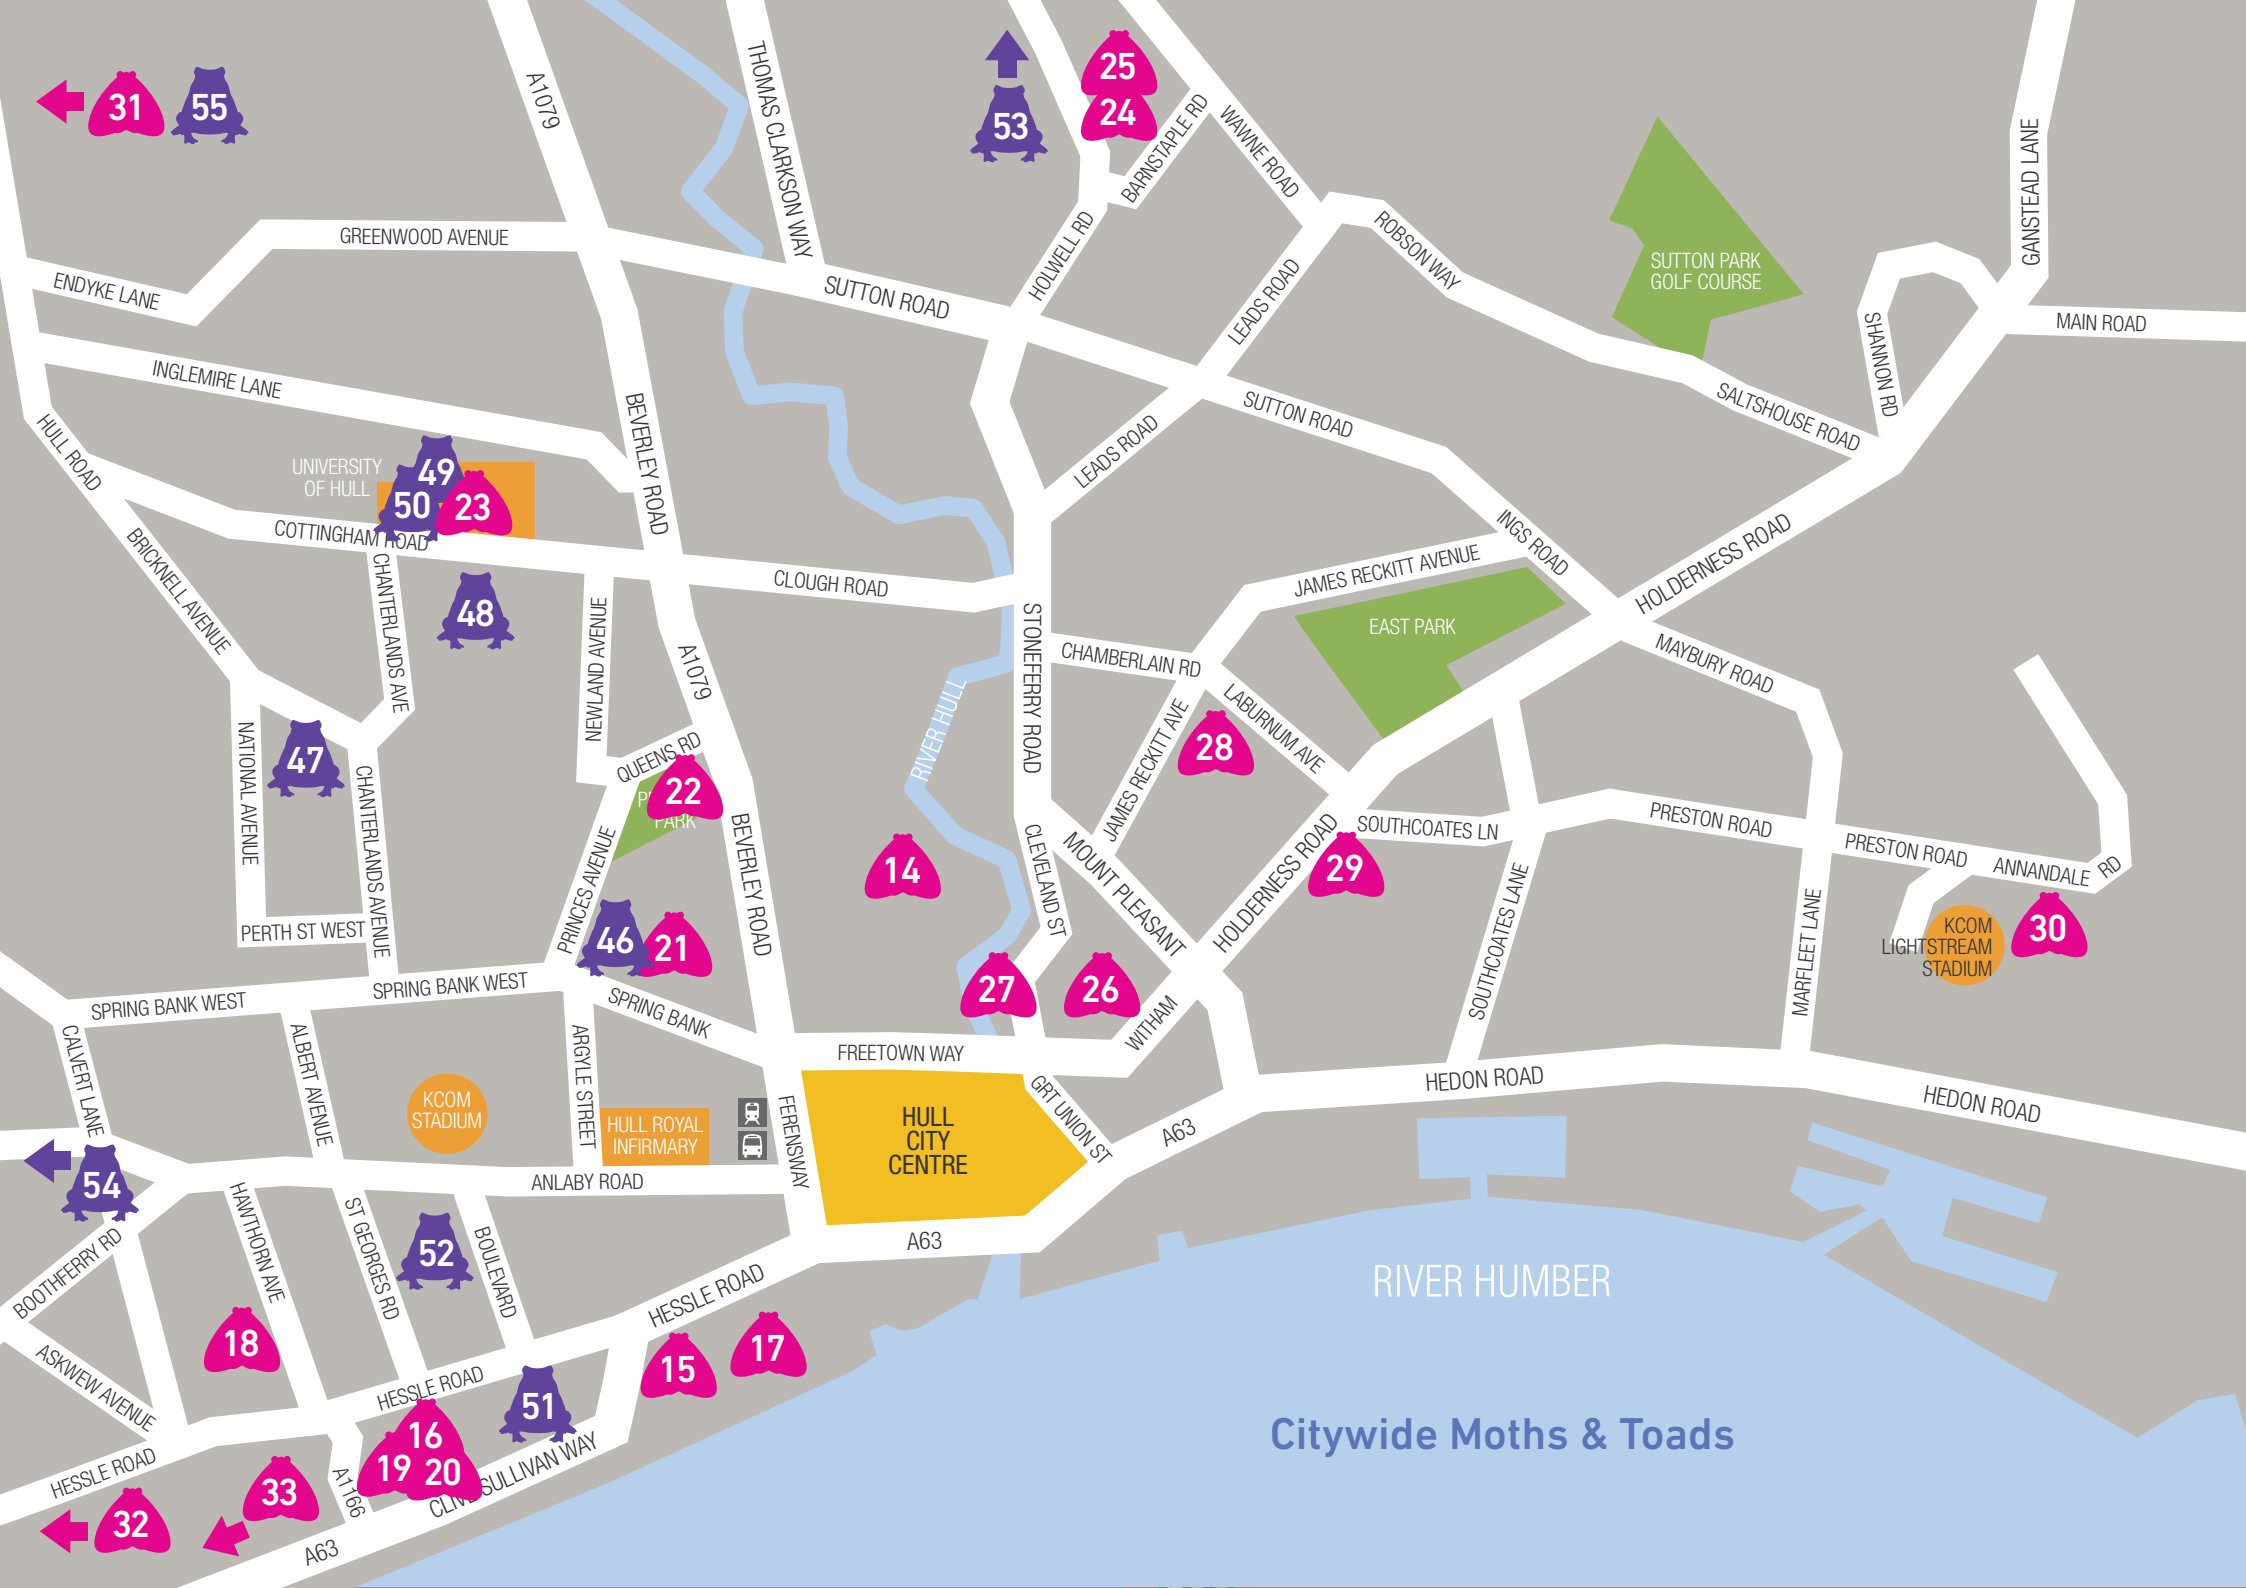 31
55
A1079
THOMAS CLARKSON WAY
53
25
24
BARNSTAPLE RD
WAWNE ROAD
GANSTEAD LANE
GREENWOOD AVENUE
ENDYKE LANE
SUTTON ROAD
HOLWELL RD
LEADS ROAD
ROBSON WAY
SUTTON PARK
GOLF COURSE
MAIN ROAD
SHANNON RD
INGLEMIRE LANE
BEVERLEY ROAD
SUTTON ROAD
SALTSHOUSE ROAD
HULL ROAD
UNIVERSITY
OF HULL
49
50
23
LEADS ROAD
COTTINGHAM ROAD
CLOUGH ROAD
INGS ROAD
HOLDERNESS ROAD
JAMES RECKITT AVENUE
BRICKNELL AVENUE
CHANTERLANDS AVE
48
NEWLAND AVENUE
A1079
STONEFERRY ROAD
EAST PARK
CHAMBERLAIN RD
MAYBURY ROAD
RIVER HULL
LABURNUM AVE
JAMES RECKITT AVE
28
NATIONAL AVENUE
47
CHANTERLANDS AVENUE
QUEENS RD
22
PARK
PRINCES AVENUE
BEVERLEY ROAD
14
CLEVELAND ST
MOUNT PLEASANT
HOLDERNESS ROAD
SOUTHCOATES LN
29
PRESTON ROAD
PRESTON ROAD
ANNANDALE
RD
SOUTHCOATES LANE
MARFLEET LANE
KCOM
LIGHTSTREAM
STADIUM
30
PERTH ST WEST
46
21
27
26
WITHAM
SPRING BANK WEST
SPRING BANK WEST
SPRING BANK
FREETOWN WAY
CALVERT LANE
ALBERT AVENUE
ARGYLE STREET
KCOM
STADIUM
HULL ROYAL
INFIRMARY
FERENSWAY
HULL
CITY
CENTRE
GRT UNION ST
A63
HEDON ROAD
HEDON ROAD
54
ANLABY ROAD
BOOTHFERRY RD
HAWTHORN AVE
ST GEORGES RD
52
BOULEVARD
A63
HESSLE ROAD
RIVER HUMBER
18
ASKWEW AVENUE
HESSLE ROAD
15
17
51
16
19
20
Citywide Moths & Toads
HESSLE ROAD
33
A1166
CLIVE SULLIVAN WAY
32
A63